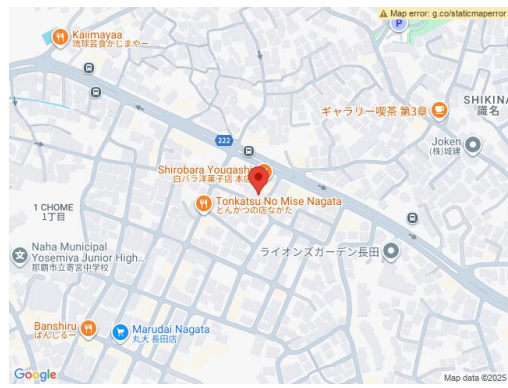 Map error: g.co/staticmaperror
P
Kajimayaa
琉球芸食かじまやー
SHIKINA
識名
ギャラリー喫茶 第3章
222
Joken
(株)城建
Shirobara Yougashi
白バラ洋菓子店 本店
Tonkatsu No Mise Nagata
とんかつの店ながた
1 CHOME
1丁目
Naha Municipal
Yosemiya Junior High...
那覇市立寄宮中学校
ライオンズガーデン長田
Banshiru
ばんじるー
Marudai Nagata
丸大 長田店
Google
Map data ©2025